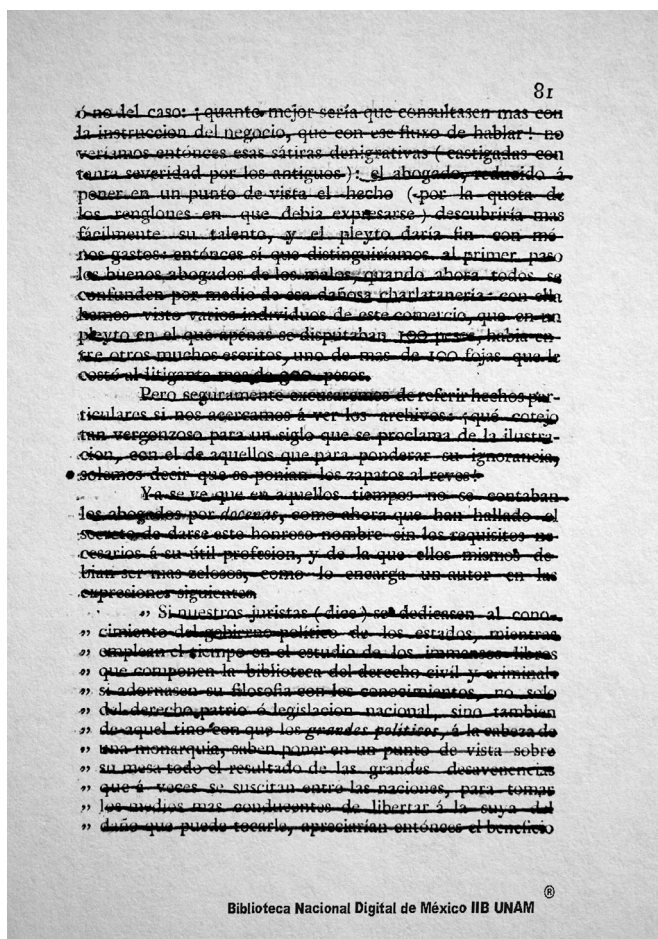 81
ó no del caso: ¡quanto mejor sería que consultasen mas con
la instruccion del negocio, que con ese fluxo de hablar! no
veríamos entónces esas sátiras denigrativas (castigadas con
tanta severidad por los antiguos): el abogado, reducido á
poner en un punto de vista el hecho (por la quota de
los renglones en que debia expresarse) descubriría mas
fácilmente su talento, y el pleyto daría fin con mé-
nos gastos: entónces sí que distinguiríamos al primer paso
los buenos abogados de los malos, quando ahora todos se
confunden por medio de esa dañosa charlatanería: con ella
hemos visto varios individuos de este comercio, que en un
pleyto en el que apénas se disputaban 100 pesos, habia en-
tre otros muchos escritos, uno de mas de 100 fojas que le
costó al litigante mas de 300 pesos.
Pero seguramente excusaremos de referir hechos par-
ticulares si nos acercamos á ver los archivos: ¡qué cotejo
tan vergonzoso para un siglo que se proclama de la ilustra-
cion, con el de aquellos que para ponderar su ignorancia,
solemos decir que se ponian los zapatos al reves!
Ya se ve que en aquellos tiempos no se contaban
los abogados por docenas, como ahora que han hallado el
secreto de darse este honroso nombre sin los requisitos ne-
cesarios á su útil profesion, y de la que ellos mismos de-
bian ser mas zelosos, como lo encarga un autor en las
expresiones siguientes.
„ Si nuestros juristas (dice) se dedicasen al cono-
„ cimiento del gobierno político de los estados, mientras
„ emplean el tiempo en el estudio de los inmensos libros
„ que componen la biblioteca del derecho civíl y criminal:
„ si adornasen su filosofia con los conocimientos, no solo
„ del derecho patrio ó legislacion nacional, sino tambien
„ de aquel tino con que los grandes políticos, á la cabeza de
„ una monarquía, saben poner en un punto de vista sobre
„ su mesa todo el resultado de las grandes desavenencias
„ que á veces se suscitan entre las naciones, para tomar
„ los medios mas conducentes de libertar á la suya del
„ daño que puede tocarle, apreciarían entónces el beneficio
®
Biblioteca Nacional Digital de México IIB UNAM